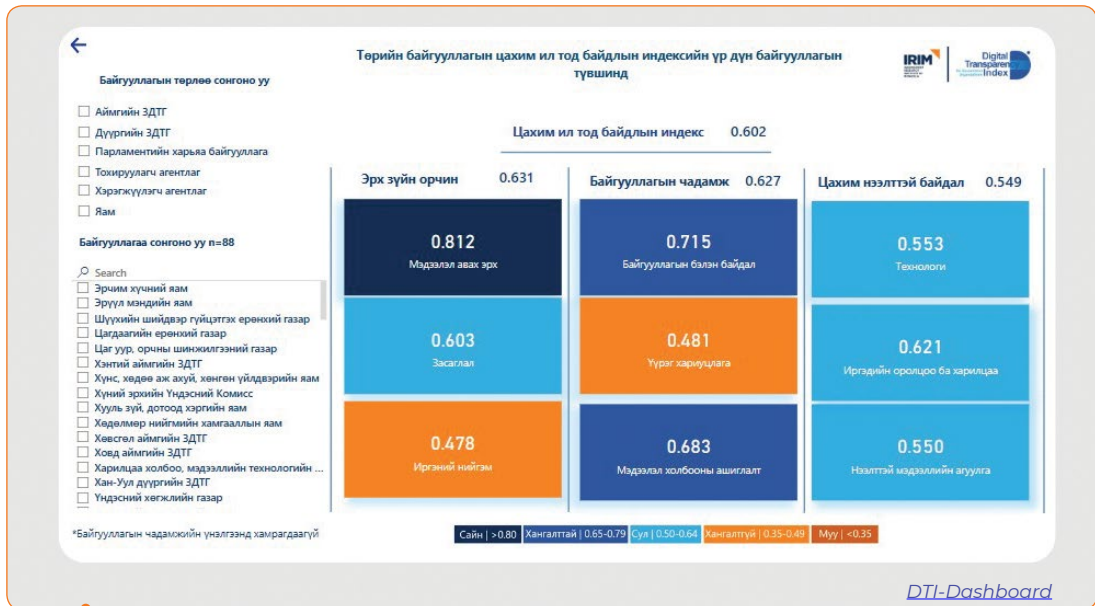 Төрийн байгууллагын цахим ил тод байдлын индексийн үр дүн байгууллагын
түвшинд
IRIM
Digital
Transparency
Index
Байгууллагын төрлөө сонгоно уу
Аймгийн ЗДТГ
Дүүргийн ЗДТГ
Парламентийн харьяа байгууллага
Тохируулагч агентлаг
Хэрэгжүүлэгч агентлаг
Яам
Байгууллагаа сонгоно уу n=88
Search
Эрчим хүчний яам
Эрүүл мэндийн яам
Шүүхийн шийдвэр гүйцэтгэх ерөнхий газар
Цагдаагийн ерөнхий газар
Цаг уур, орчны шинжилгээний газар
Хэнтий аймгийн ЗДТГ
Хүнс, хөдөө аж ахуй, хөнгөн үйлдвэрийн яам
Хүний эрхийн Үндэсний Комисс
Хууль зүй, дотоод хэргийн яам
Хөдөлмөр нийгмийн хамгааллын яам
Хөвсгөл аймгийн ЗДТГ
Ховд аймгийн ЗДТГ
Харилцаа холбоо, мэдээллийн технологийн ...
Хан-Уул дүүргийн ЗДТГ
Үндэсний хөгжлийн газар
*Байгууллагын чадамжийн үнэлгээнд хамрагдаагүй
Цахим ил тод байдлын индекс 0.602
Эрх зүйн орчин 0.631
0.812
Мэдээлэл авах эрх
0.603
Засаглал
0.478
Иргэний нийгэм
Байгууллагын чадамж 0.627
0.715
Байгууллагын бэлэн байдал
0.481
Үүрэг хариуцлага
0.683
Мэдээлэл холбооны ашиглалт
Цахим нээлттэй байдал 0.549
0.553
Технологи
0.621
Иргэдийн оролцоо ба харилцаа
0.550
Нээлттэй мэдээллийн агуулга
Сайн | >0.80 Хангалттай | 0.65-0.79 Сул | 0.50-0.64 Хангалтгүй | 0.35-0.49 Муу | <0.35
DTI-Dashboard